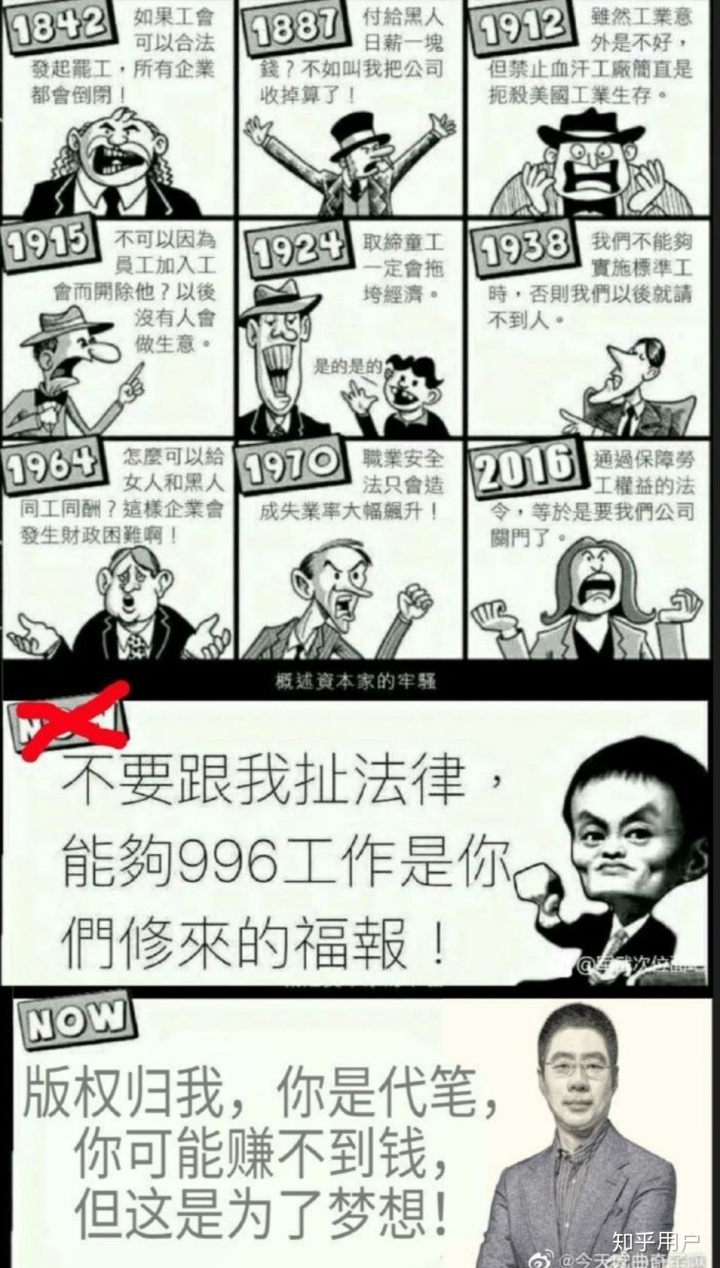 1842
如果工會
可以合法
發起罷工，所有企業
都會倒閉！
1887
付給黑人
日薪一塊
錢？不如叫我把公司
收掉算了！
1912
雖然工業意
外是不好，
但禁止血汗工廠簡直是
扼殺美國工業生存。
1915
不可以因為
員工加入工
會而開除他？以後
沒有人會
做生意。
1924
取締童工
一定會拖
垮經濟。
是的是的
1938
我們不能夠
實施標準工
時，否則我們以後就請
不到人。
1964
怎麼可以給
女人和黑人
同工同酬？這樣企業會
發生財政困難啊！
1970
職業安全
法只會造
成失業率大幅飆升！
2016
通過保障勞
工權益的法
令，等於是要我們公司
關門了。
概述資本家的牢騷
NOW
不要跟我扯法律，
能夠996工作是你
們修來的福報！
NOW
版权归我，你是代笔，
你可能赚不到钱，
但这是为了梦想！
知乎用户